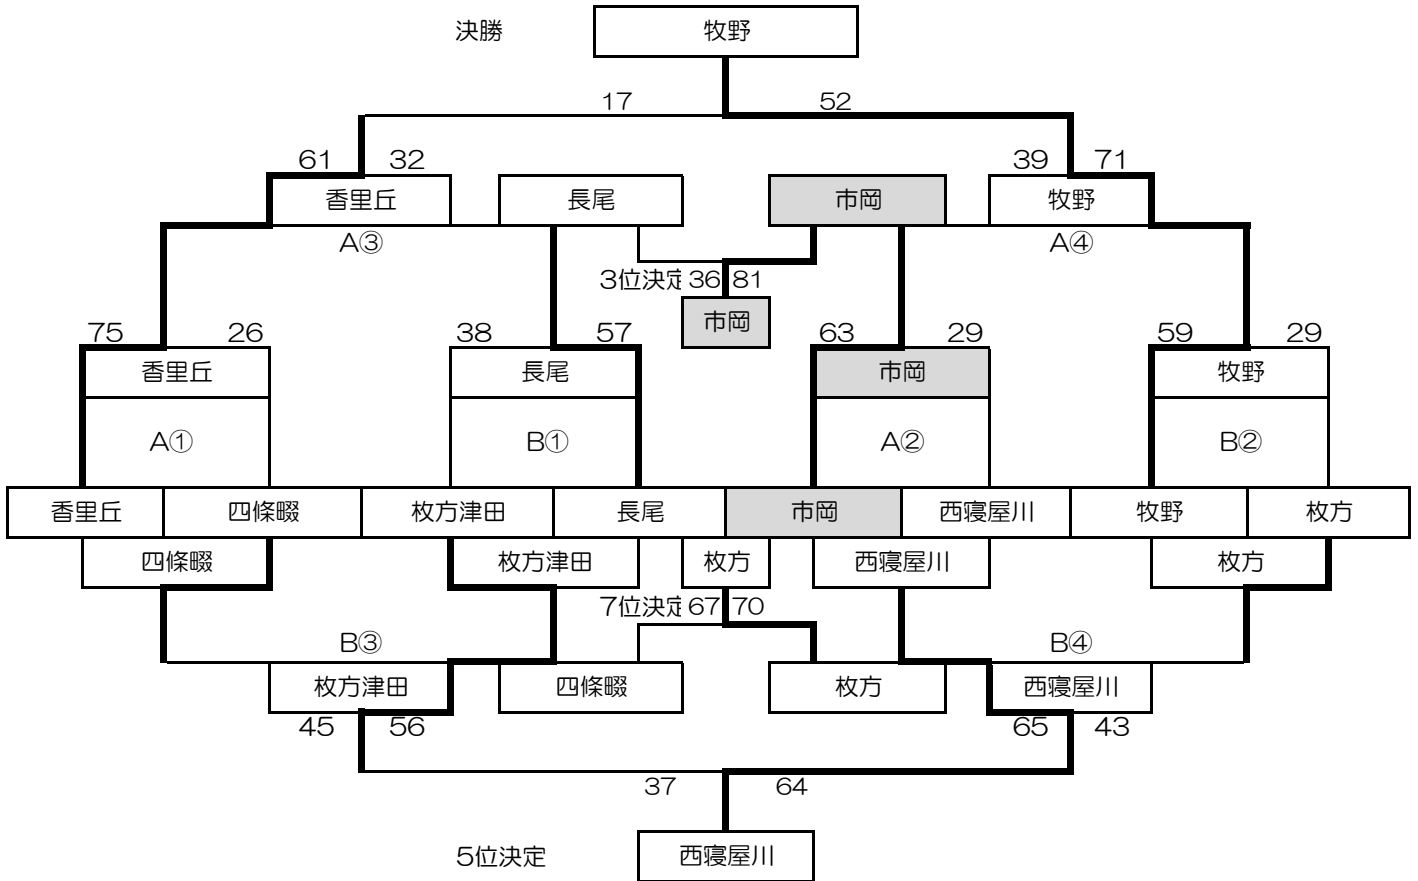 決勝 牧野
17 52
61 32 39 71
香里丘 長尾 市岡 牧野
A③ A④
3位決定 36 81
市岡
75 26 38 57 63 29 59 29
香里丘 長尾 市岡 牧野
A① B① A② B②
香里丘 四條畷 枚方津田 長尾 市岡 西寝屋川 牧野 枚方
四條畷 枚方津田 枚方 西寝屋川 枚方
7位決定 67 70
B③ B④
枚方津田 四條畷 枚方 西寝屋川
45 56 65 43
37 64
5位決定 西寝屋川